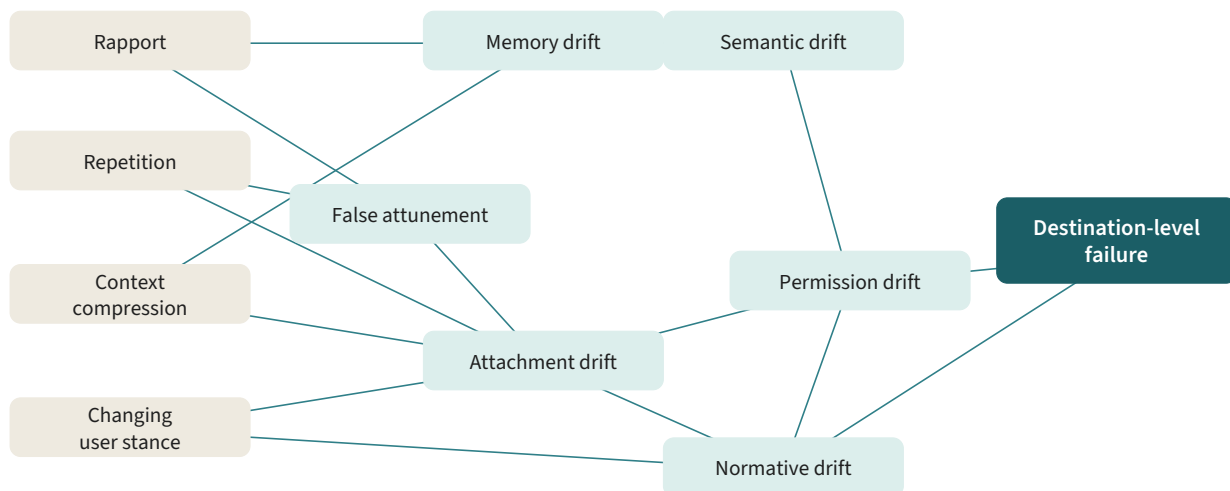 Rapport
Memory drift
Semantic drift
Repetition
False attunement
Destination-level
failure
Context
compression
Permission drift
Attachment drift
Changing
user stance
Normative drift